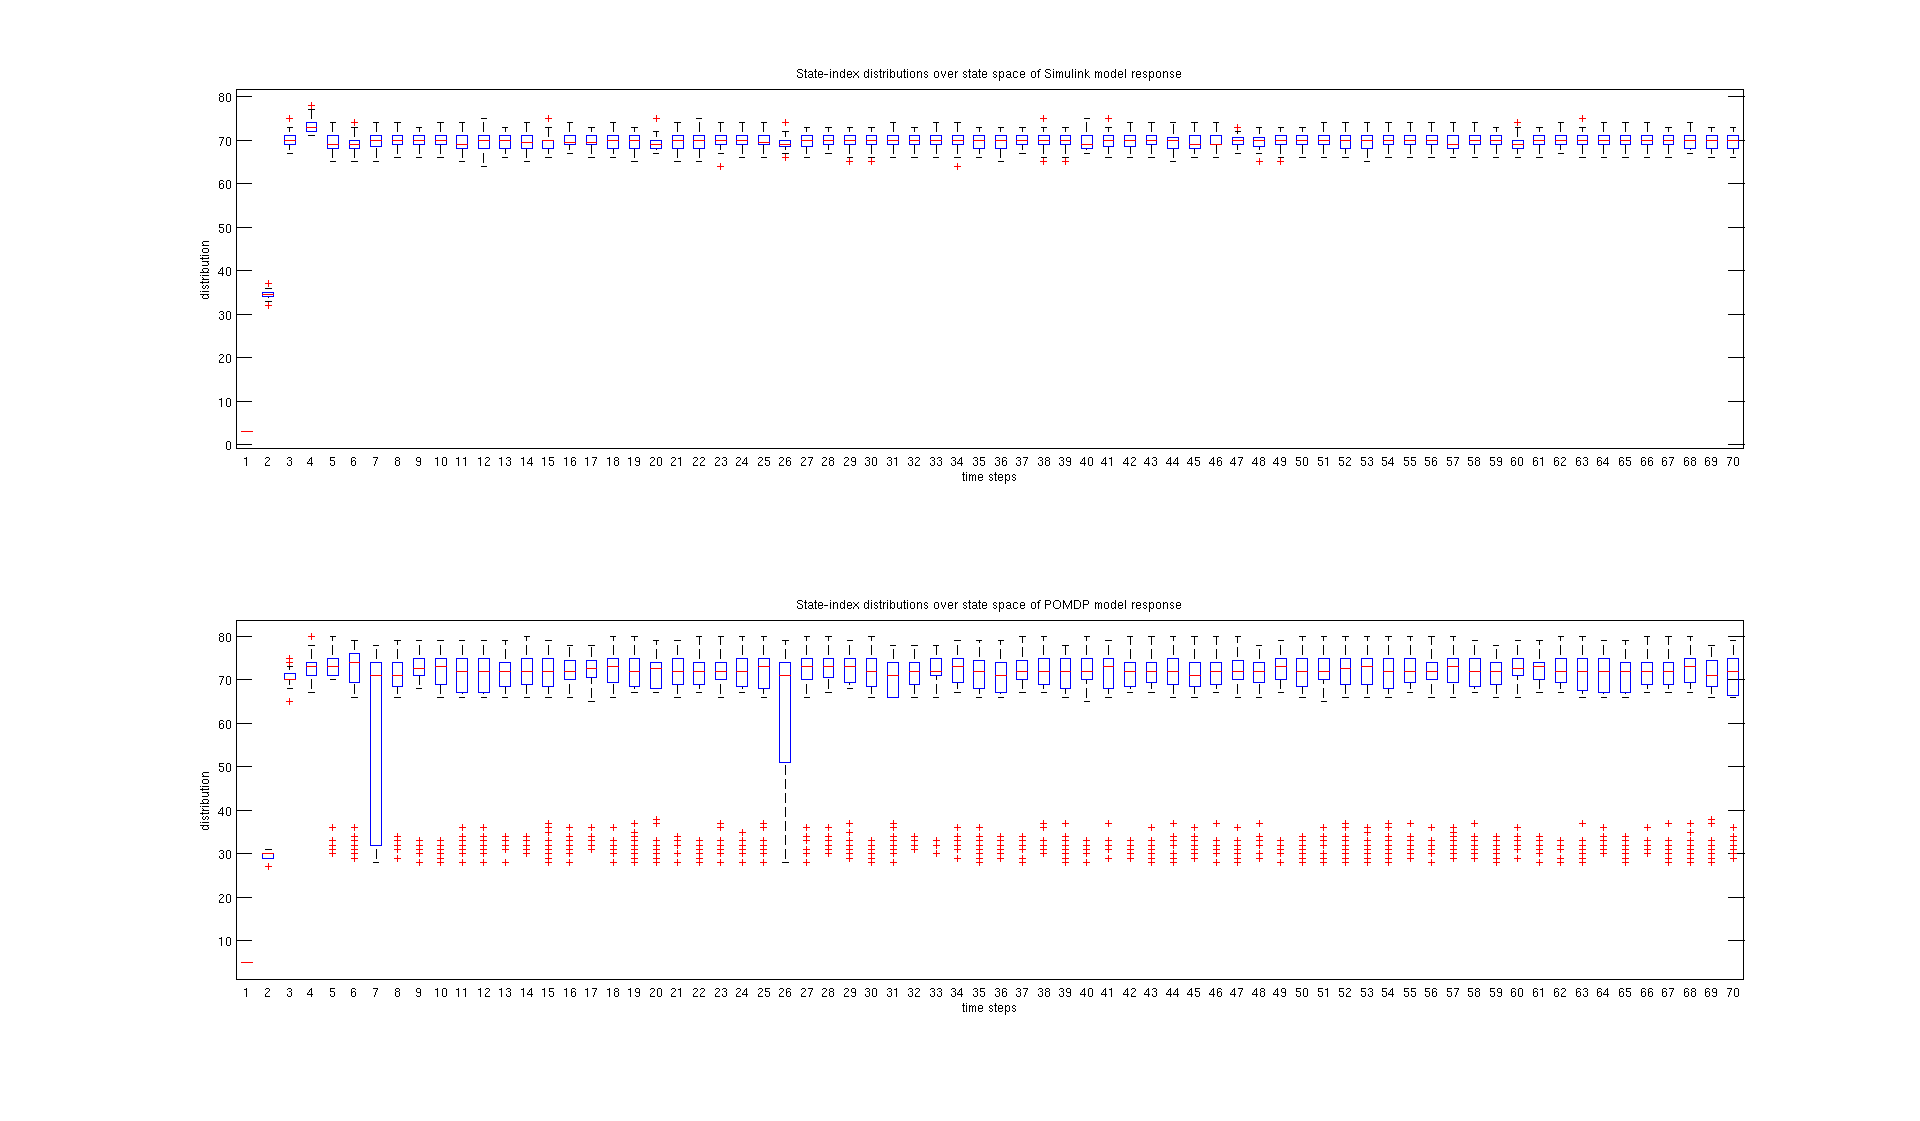 State-index distributions over state space of Simulink model response
80
70
60
50
40
30
20
10
0
distribution
1 2 3 4 5 6 7 8 9 10 11 12 13 14 15 16 17 18 19 20 21 22 23 24 25 26 27 28 29 30 31 32 33 34 35 36 37 38 39 40 41 42 43 44 45 46 47 48 49 50 51 52 53 54 55 56 57 58 59 60 61 62 63 64 65 66 67 68 69 70
time steps
State-index distributions over state space of POMDP model response
80
70
60
50
40
30
20
10
distribution
1 2 3 4 5 6 7 8 9 10 11 12 13 14 15 16 17 18 19 20 21 22 23 24 25 26 27 28 29 30 31 32 33 34 35 36 37 38 39 40 41 42 43 44 45 46 47 48 49 50 51 52 53 54 55 56 57 58 59 60 61 62 63 64 65 66 67 68 69 70
time steps